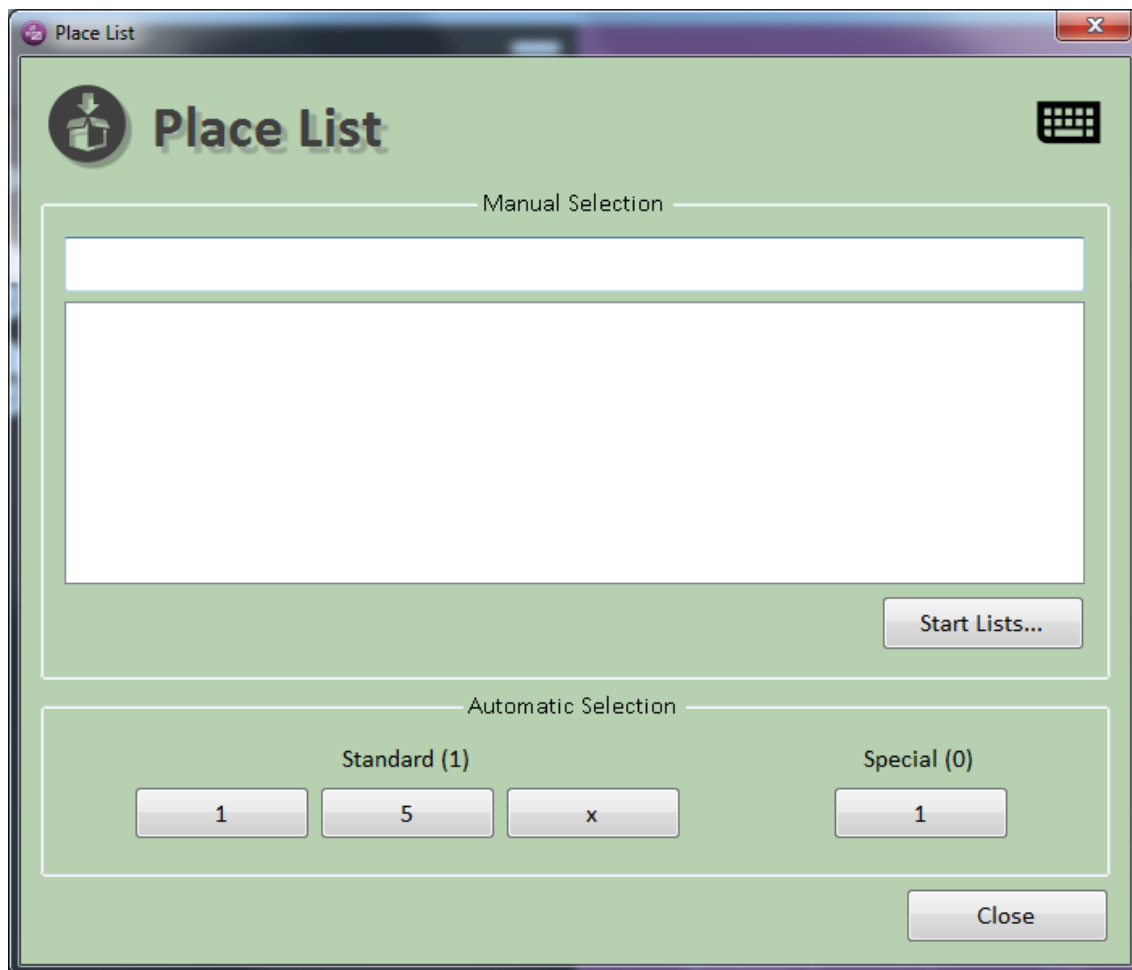 Place List
Place List
Manual Selection
Start Lists...
Automatic Selection
Standard (1)
Special (0)
1
5
x
1
Close